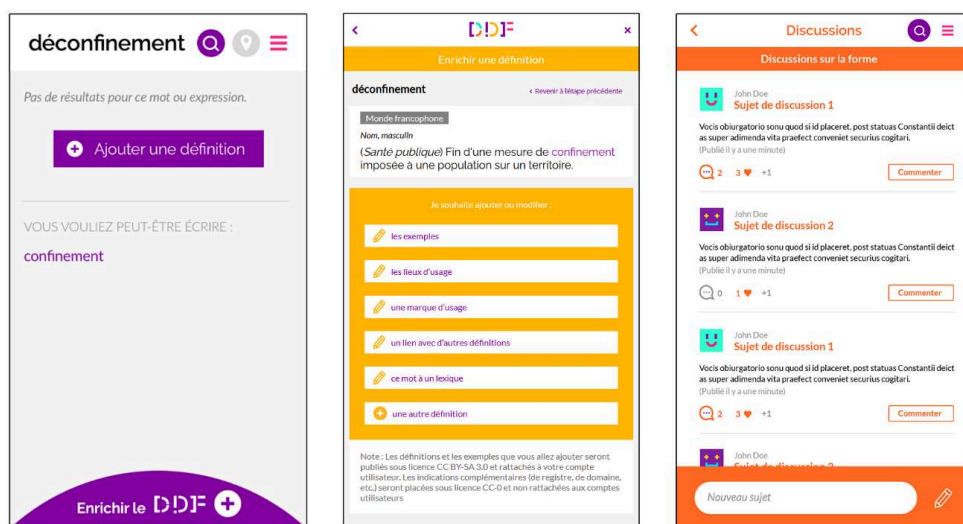 déconfinement
Pas de résultats pour ce mot ou expression.
Ajouter une définition
VOUS VOULIEZ PEUT-ÊTRE ÉCRIRE :
confinement
Enrichir le DDF
DDF
Enrichir une définition
déconfinement
< Revenir à l'étape précédente
Monde francophone
Nom, masculin
(Santé publique) Fin d'une mesure de confinement
imposée à une population sur un territoire.
Je souhaite ajouter ou modifier :
les exemples
les lieux d'usage
une marque d'usage
un lien avec d'autres définitions
ce mot à un lexique
une autre définition
Note : Les définitions et les exemples que vous allez ajouter seront
publiés sous licence CC BY-SA 3.0 et rattachés à votre compte
utilisateur. Les indications complémentaires (de registre, de domaine,
etc.) seront placées sous licence CC-0 et non rattachées aux comptes
utilisateurs
Discussions
Discussions sur la forme
John Doe
Sujet de discussion 1
Vocis obiurgatorio sonu quod si id placeret, post statuas Constantii deict
as super adimenda vita praefect conveniet securius cogitari.
(Publié il y a une minute)
2 3 +1 Commenter
John Doe
Sujet de discussion 2
Vocis obiurgatorio sonu quod si id placeret, post statuas Constantii deict
as super adimenda vita praefect conveniet securius cogitari.
(Publié il y a une minute)
0 1 +1 Commenter
John Doe
Sujet de discussion 1
Vocis obiurgatorio sonu quod si id placeret, post statuas Constantii deict
as super adimenda vita praefect conveniet securius cogitari.
(Publié il y a une minute)
2 3 +1 Commenter
John Doe
Sujet de discussion 2
Nouveau sujet